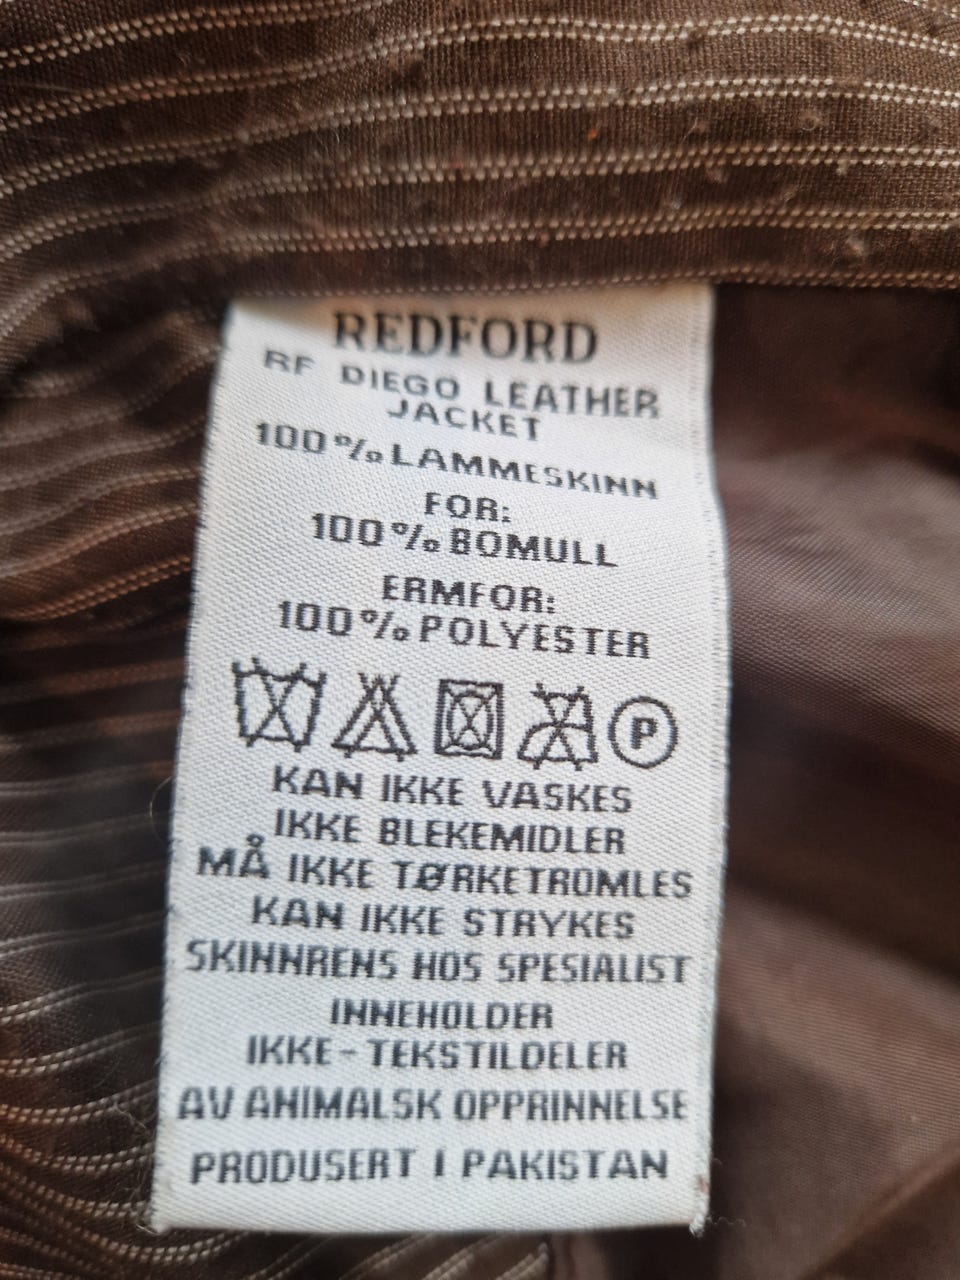 REDFORD
RF DIEGO LEATHER
JACKET
100%LAMMESKINN
FOR:
100%BOMULL
ERMFOR:
100%POLYESTER
P
KAN IKKE VASKES
IKKE BLEKEMIDLER
MÅ IKKE TØRKETROMLES
KAN IKKE STRYKES
SKINNRENS HOS SPESIALIST
INNEHOLDER
IKKE-TEKSTILDELER
AV ANIMALSK OPPRINNELSE
PRODUSERT I PAKISTAN